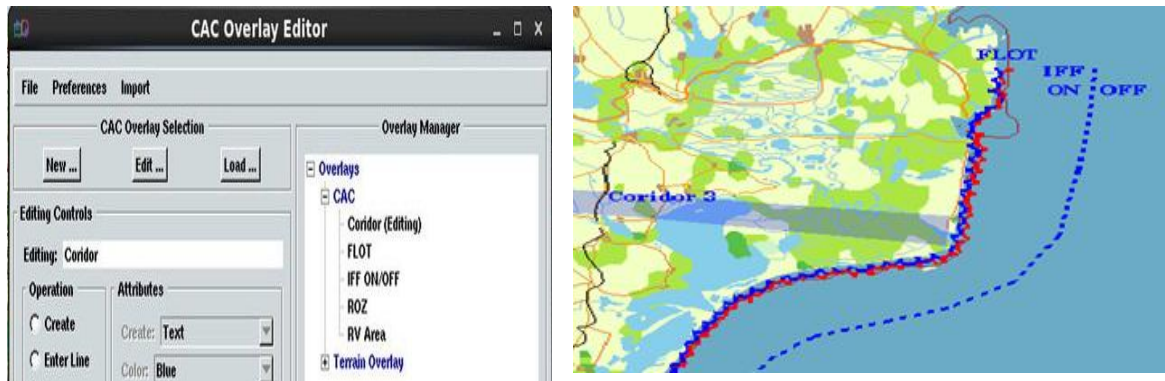 CAC Overlay Editor
File Preferences Import
CAC Overlay Selection
New ... Edit ... Load ...
Editing Controls
Editing: Coridor
Operation
Create
Enter Line
Attributes
Create: Text
Color: Blue
Overlay Manager
Overlays
CAC
Coridor (Editing)
FLOT
IFF ON/OFF
ROZ
RV Area
Terrain Overlay
FLOT
IFF
ON OFF
Coridor 3